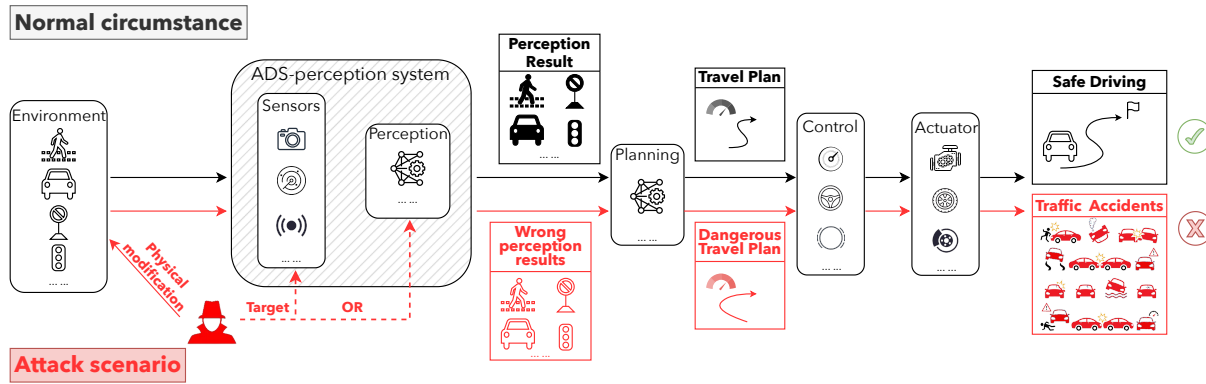 Normal circumstance
Environment
... ...
ADS-perception system
Sensors
... ...
Perception
... ...
Perception
Result
... ...
Planning
... ...
Travel Plan
Control
... ...
Actuator
... ...
Safe Driving
Physical
modification
Target
OR
Wrong
perception
results
... ...
Dangerous
Travel Plan
Traffic Accidents
Attack scenario